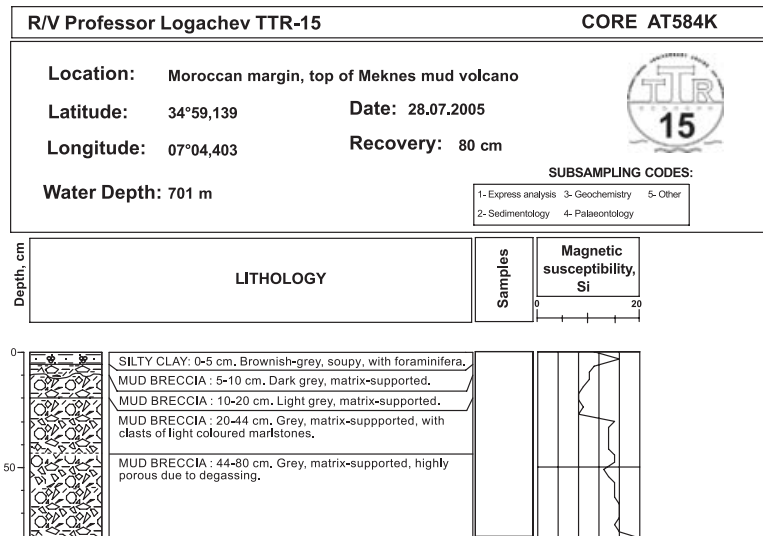 R/V Professor Logachev TTR-15 CORE AT584K
Location: Moroccan margin, top of Meknes mud volcano
Latitude: 34°59,139 Date: 28.07.2005
Longitude: 07°04,403 Recovery: 80 cm
Water Depth: 701 m
TTR
15
SUBSAMPLING CODES:
1- Express analysis 3- Geochemistry 5- Other
2- Sedimentology 4- Palaeontology
Depth, cm
LITHOLOGY
Samples
Magnetic
susceptibility,
Si
0 20
0
SILTY CLAY: 0-5 cm. Brownish-grey, soupy, with foraminifera.
MUD BRECCIA : 5-10 cm. Dark grey, matrix-supported.
MUD BRECCIA : 10-20 cm. Light grey, matrix-supported.
MUD BRECCIA : 20-44 cm. Grey, matrix-suppported, with
clasts of light coloured marlstones.
50
MUD BRECCIA : 44-80 cm. Grey, matrix-supported, highly
porous due to degassing.